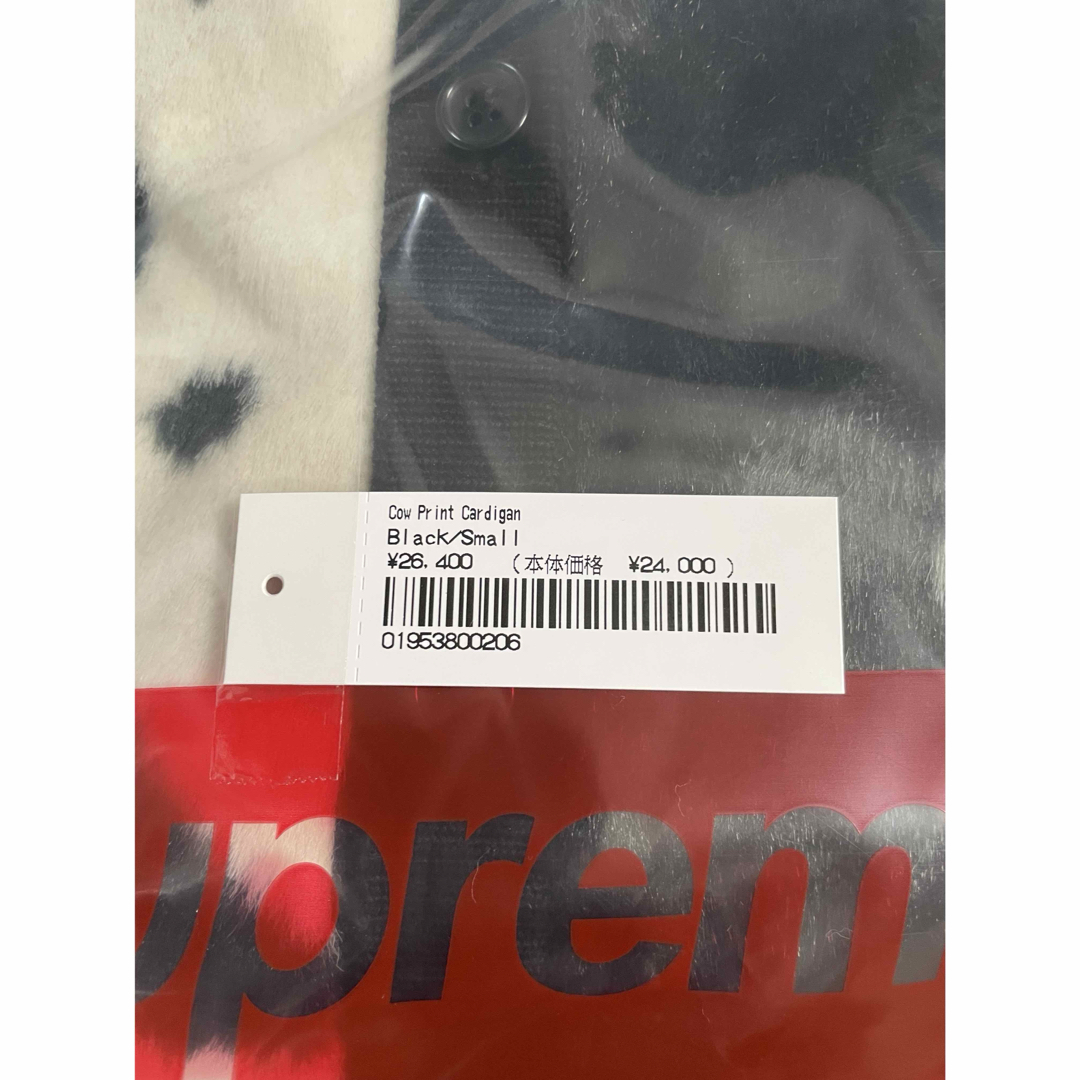 Cow Print Cardigan
Black/Small
¥26,400 (本体価格 ¥24,000 )
01953800206
uprem